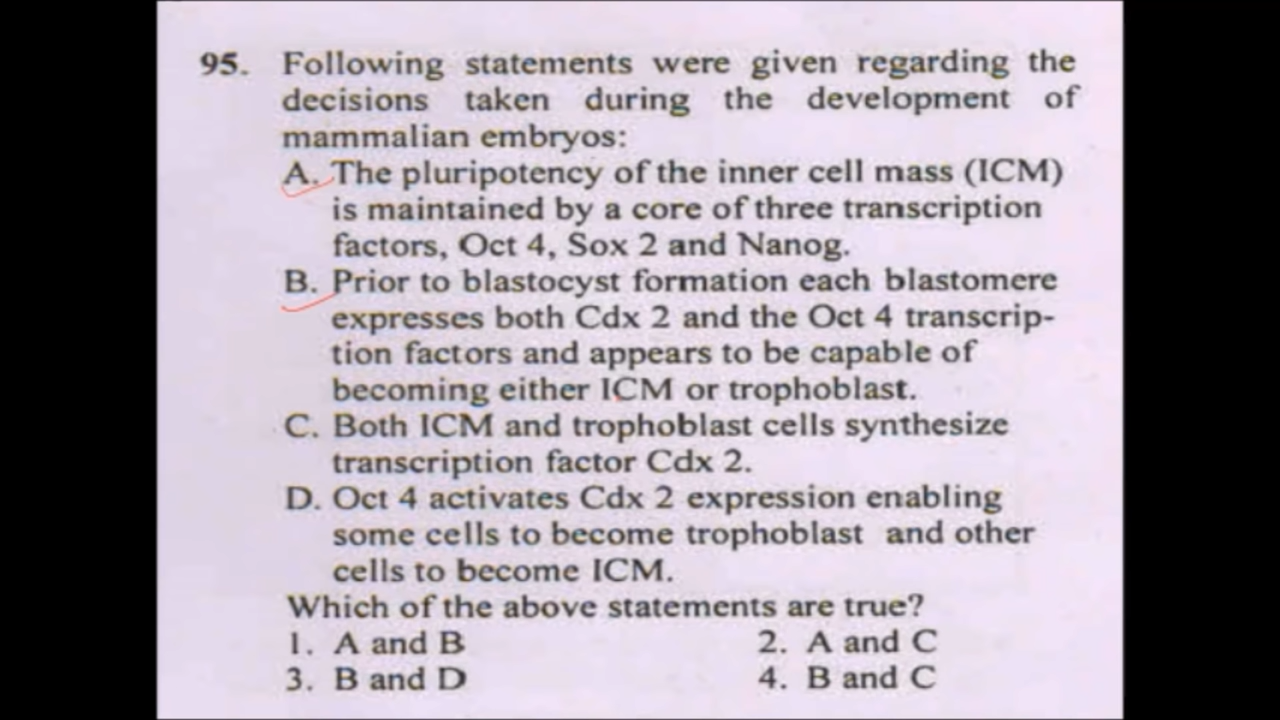 95. Following statements were given regarding the
decisions taken during the development of
mammalian embryos:
A. The pluripotency of the inner cell mass (ICM)
is maintained by a core of three transcription
factors, Oct 4, Sox 2 and Nanog.
B. Prior to blastocyst formation each blastomere
expresses both Cdx 2 and the Oct 4 transcrip-
tion factors and appears to be capable of
becoming either ICM or trophoblast.
C. Both ICM and trophoblast cells synthesize
transcription factor Cdx 2.
D. Oct 4 activates Cdx 2 expression enabling
some cells to become trophoblast and other
cells to become ICM.
Which of the above statements are true?
1. A and B 2. A and C
3. B and D 4. B and C